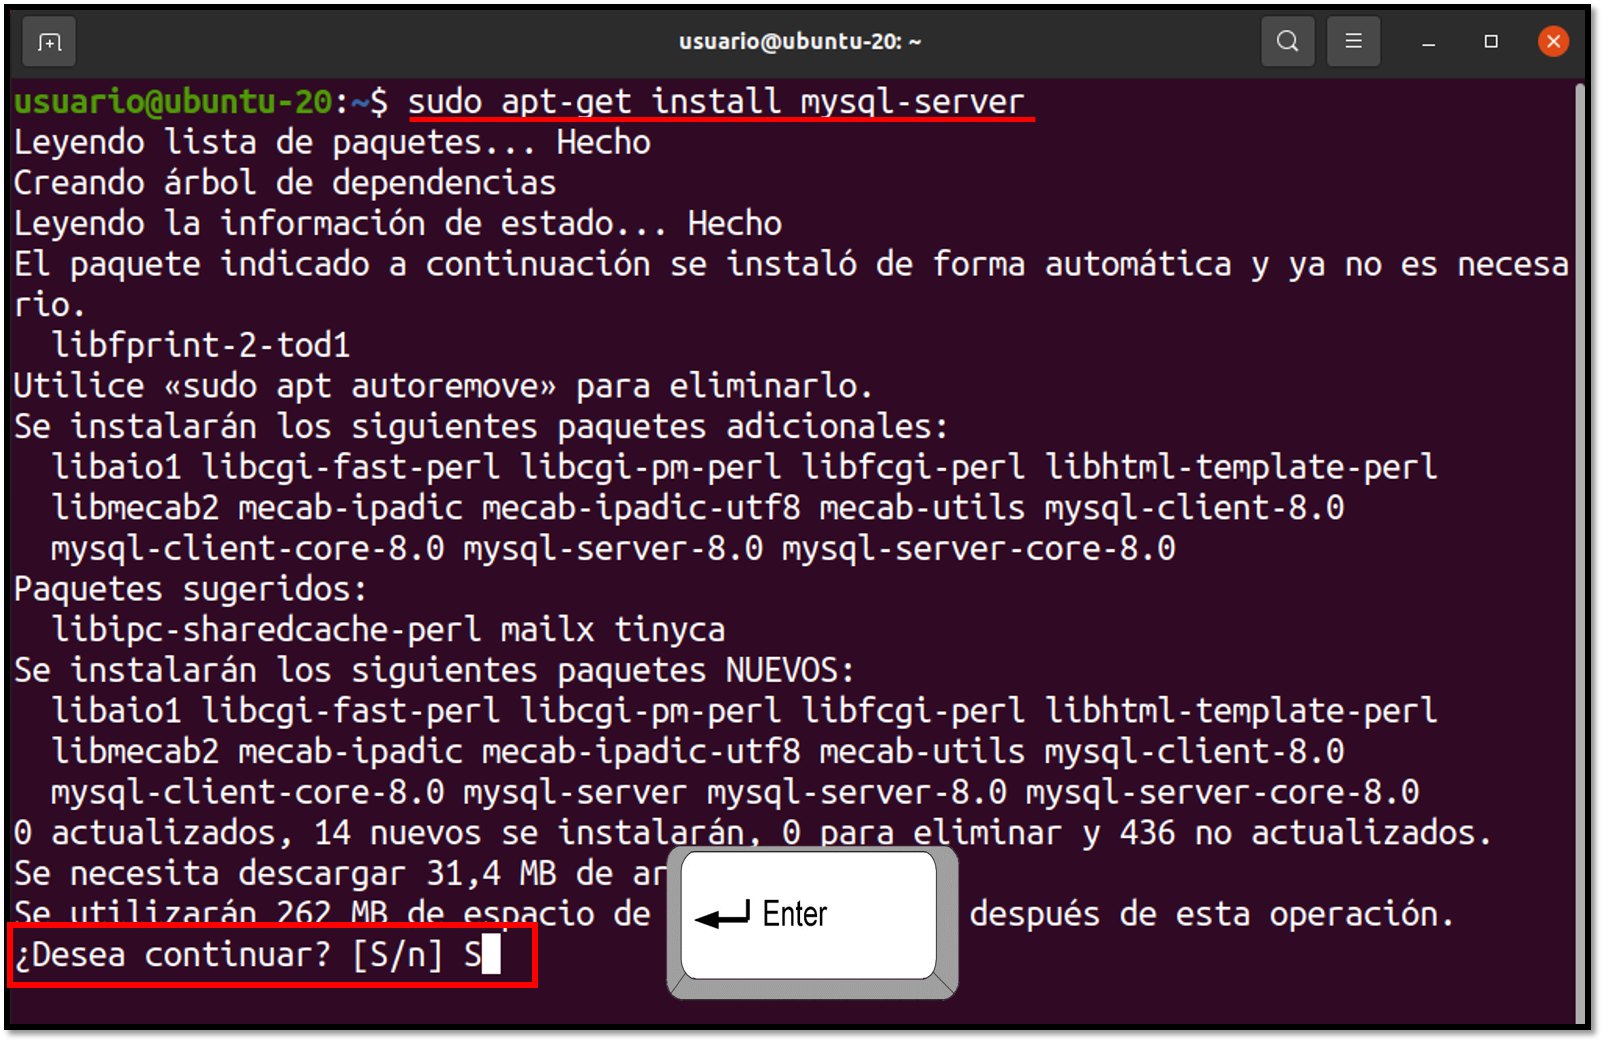 usuario@ubuntu-20: ~
usuario@ubuntu-20:~$ sudo apt-get install mysql-server
Leyendo lista de paquetes... Hecho
Creando árbol de dependencias
Leyendo la información de estado... Hecho
El paquete indicado a continuación se instaló de forma automática y ya no es necesa
rio.
libfprint-2-tod1
Utilice «sudo apt autoremove» para eliminarlo.
Se instalarán los siguientes paquetes adicionales:
libaio1 libcgi-fast-perl libcgi-pm-perl libfcgi-perl libhtml-template-perl
libmecab2 mecab-ipadic mecab-ipadic-utf8 mecab-utils mysql-client-8.0
mysql-client-core-8.0 mysql-server-8.0 mysql-server-core-8.0
Paquetes sugeridos:
libipc-sharedcache-perl mailx tinyca
Se instalarán los siguientes paquetes NUEVOS:
libaio1 libcgi-fast-perl libcgi-pm-perl libfcgi-perl libhtml-template-perl
libmecab2 mecab-ipadic mecab-ipadic-utf8 mecab-utils mysql-client-8.0
mysql-client-core-8.0 mysql-server mysql-server-8.0 mysql-server-core-8.0
0 actualizados, 14 nuevos se instalarán, 0 para eliminar y 436 no actualizados.
Se necesita descargar 31,4 MB de ar
Se utilizarán 262 MB de espacio de después de esta operación.
Enter
¿Desea continuar? [S/n] S